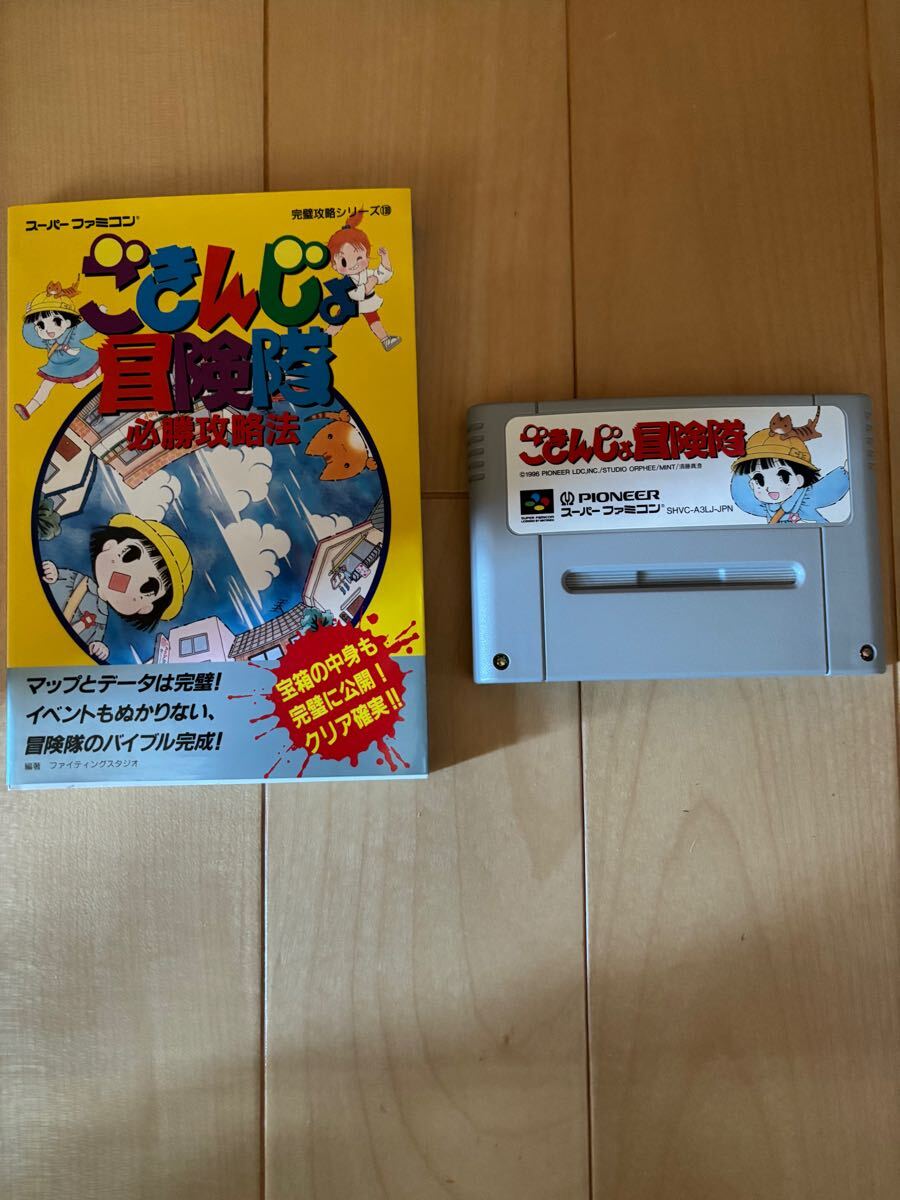 スーパーファミコン®
完璧攻略シリーズ
ごきんじょ
冒険隊
必勝攻略法
マップとデータは完璧!
イベントもぬかりない、
冒険隊のバイブル完成!
編著 ファイティングスタジオ
宝箱の中身も
完璧に公開!
クリア確実!!
ごきんじょ冒険隊
©1996 PIONEER LDC,INC./STUDIO ORPHEE/MINT/須藤真澄
PIONEER
SUPER FAMICOM
LICENSED BY NINTENDO
スーパーファミコン® SHVC-A3LJ-JPN